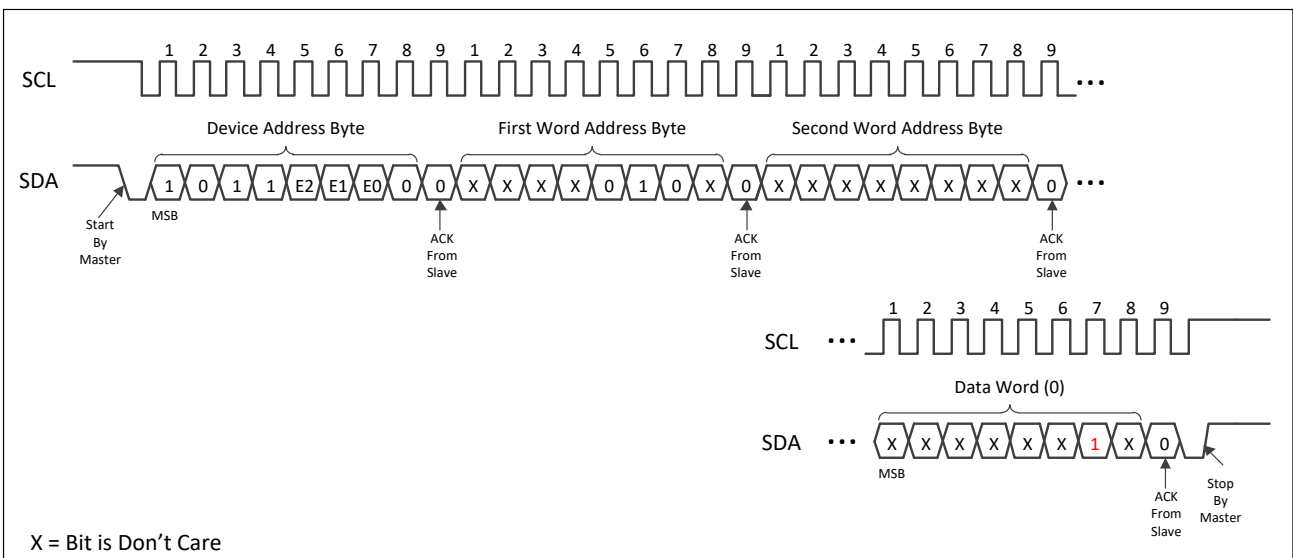 1 2 3 4 5 6 7 8 9 1 2 3 4 5 6 7 8 9 1 2 3 4 5 6 7 8 9
SCL ...
Device Address Byte First Word Address Byte Second Word Address Byte
SDA 1 0 1 1 E2 E1 E0 0 0 X X X X 0 1 0 X 0 X X X X X X X X 0 ...
MSB
Start
By
Master
ACK
From
Slave
ACK
From
Slave
ACK
From
Slave
1 2 3 4 5 6 7 8 9
SCL ...
Data Word (0)
SDA ... X X X X X X 1 X 0
MSB
ACK
From
Slave
Stop
By
Master
X = Bit is Don't Care